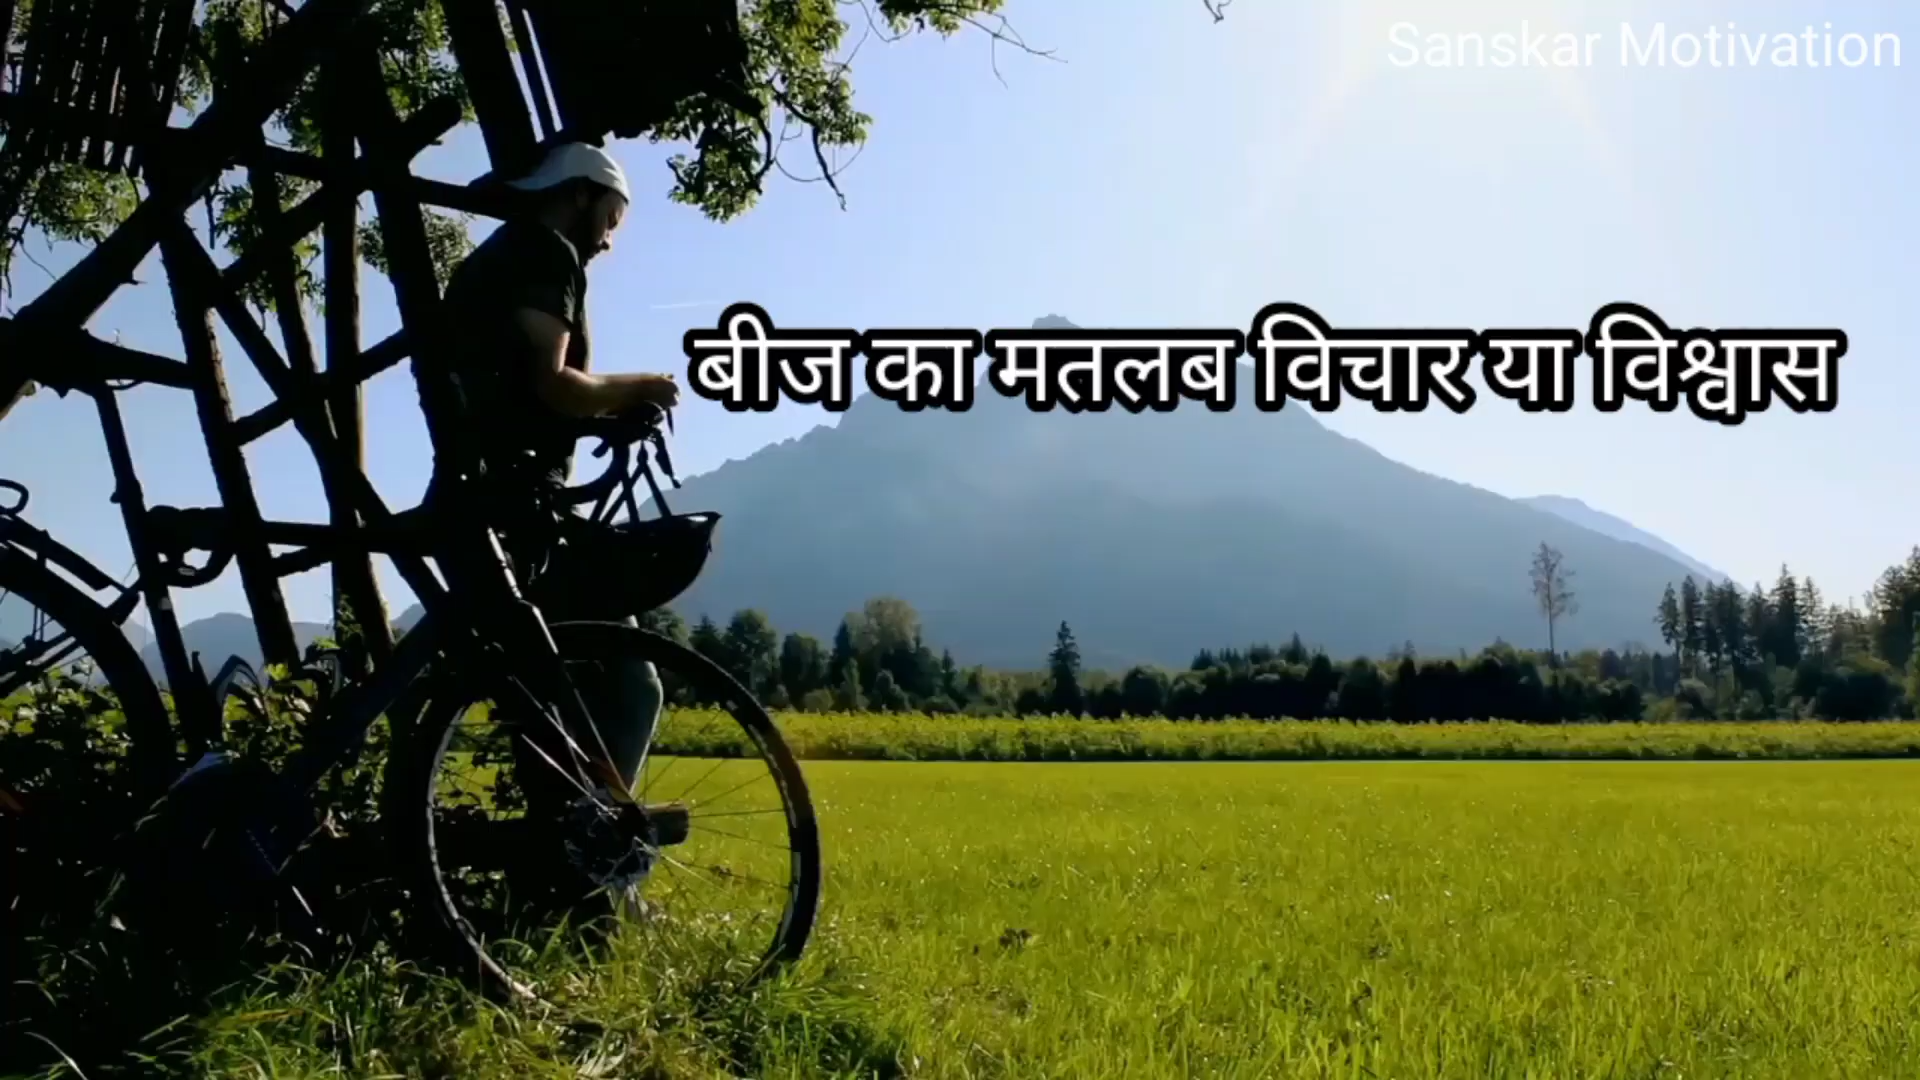 Sanskar Motivation
बीज का मतलब विचार या विश्वास